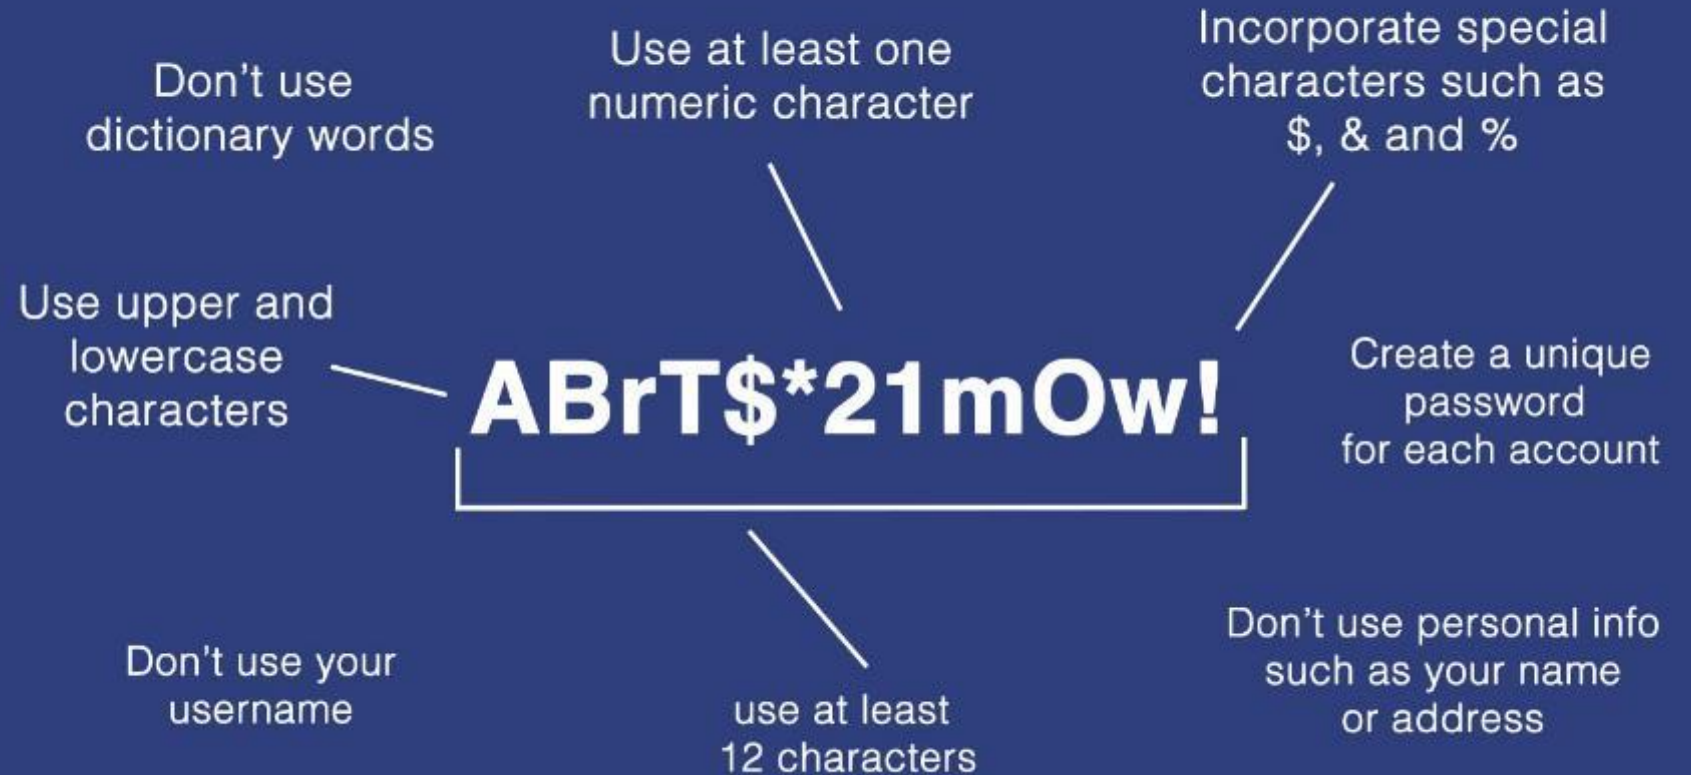 Don't use
dictionary words
Use at least one
numeric character
Incorporate special
characters such as
$, & and %
Use upper and
lowercase
characters
ABrT$*21mOw!
Create a unique
password
for each account
Don't use your
username
use at least
12 characters
Don't use personal info
such as your name
or address